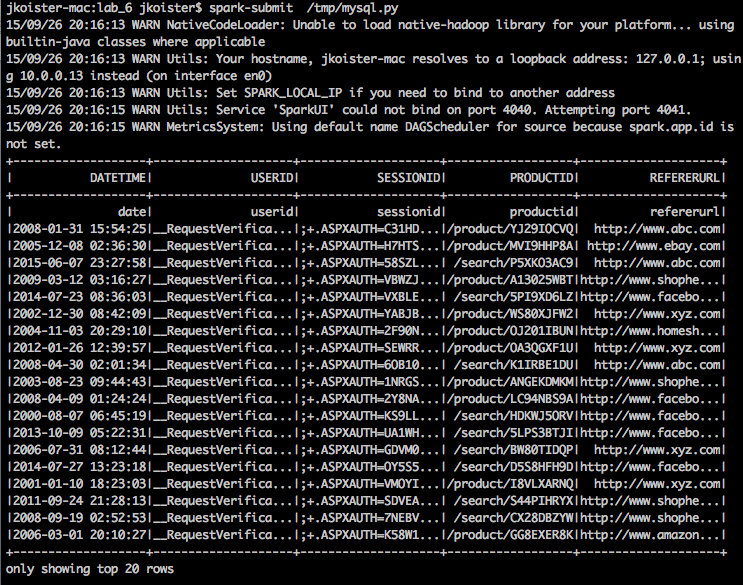 jkoister-mac:lab_6 jkoister$ spark-submit  /tmp/mysql.py
15/09/26 20:16:13 WARN NativeCodeLoader: Unable to load native-hadoop library for your platform... using
builtin-java classes where applicable
15/09/26 20:16:13 WARN Utils: Your hostname, jkoister-mac resolves to a loopback address: 127.0.0.1; usin
g 10.0.0.13 instead (on interface en0)
15/09/26 20:16:13 WARN Utils: Set SPARK_LOCAL_IP if you need to bind to another address
15/09/26 20:16:15 WARN Utils: Service 'SparkUI' could not bind on port 4040. Attempting port 4041.
15/09/26 20:16:15 WARN MetricsSystem: Using default name DAGScheduler for source because spark.app.id is
not set.
+-------------------+--------------------+--------------------+------------------+--------------------+
|           DATETIME|              USERID|           SESSIONID|         PRODUCTID|          REFERERURL|
+-------------------+--------------------+--------------------+------------------+--------------------+
|               date|              userid|           sessionid|         productid|          refererurl|
|2008-01-31 15:54:25|__RequestVerifica...|;+.ASPXAUTH=C31HD...|/product/YJ29IOCVQ|  http://www.abc.com|
|2005-12-08 02:36:30|__RequestVerifica...|;+.ASPXAUTH=H7HTS...|/product/MVI9HHP8A| http://www.ebay.com|
|2015-06-07 23:27:58|__RequestVerifica...|;+.ASPXAUTH=58SZL...| /search/P5XKO3AC9|  http://www.abc.com|
|2009-03-12 03:16:27|__RequestVerifica...|;+.ASPXAUTH=VBWZJ...|/product/A13025WBT|http://www.shophe...|
|2014-07-23 08:36:03|__RequestVerifica...|;+.ASPXAUTH=VXBLE...| /search/5PI9XD6LZ|http://www.facebo...|
|2002-12-30 08:42:09|__RequestVerifica...|;+.ASPXAUTH=YABJB...|/product/WS80XJFW2|  http://www.xyz.com|
|2004-11-03 20:29:10|__RequestVerifica...|;+.ASPXAUTH=2F90N...|/product/OJ201IBUN|http://www.homesh...|
|2012-01-26 12:39:57|__RequestVerifica...|;+.ASPXAUTH=SEWRR...|/product/OA3QGXF1U|  http://www.xyz.com|
|2008-04-30 02:01:34|__RequestVerifica...|;+.ASPXAUTH=6OB10...| /search/K1IRBE1DU|  http://www.abc.com|
|2003-08-23 09:44:43|__RequestVerifica...|;+.ASPXAUTH=1NRGS...|/product/ANGEKDMKM|http://www.shophe...|
|2008-04-09 01:24:24|__RequestVerifica...|;+.ASPXAUTH=2Y8NA...|/product/LC94NBS9A|http://www.facebo...|
|2000-08-07 06:45:19|__RequestVerifica...|;+.ASPXAUTH=KS9LL...| /search/HDKWJ5ORV|http://www.facebo...|
|2013-10-09 05:22:31|__RequestVerifica...|;+.ASPXAUTH=UA1WH...| /search/5LPS3BTJI|http://www.facebo...|
|2006-07-31 08:12:44|__RequestVerifica...|;+.ASPXAUTH=GDVM0...| /search/BW80TIDQP|  http://www.xyz.com|
|2014-07-27 13:23:18|__RequestVerifica...|;+.ASPXAUTH=OY5S5...| /search/D5S8HFH9D|http://www.facebo...|
|2001-01-10 18:23:03|__RequestVerifica...|;+.ASPXAUTH=VMOYI...|/product/I8VLXARNQ|  http://www.xyz.com|
|2011-09-24 21:28:13|__RequestVerifica...|;+.ASPXAUTH=SDVEA...| /search/S44PIHRYX|http://www.shophe...|
|2008-09-19 02:52:53|__RequestVerifica...|;+.ASPXAUTH=7NEBV...| /search/CX28DBZYW|http://www.shophe...|
|2006-03-01 20:10:27|__RequestVerifica...|;+.ASPXAUTH=K58W1...|/product/GG8EXER8K|http://www.amazon...|
+-------------------+--------------------+--------------------+------------------+--------------------+
only showing top 20 rows